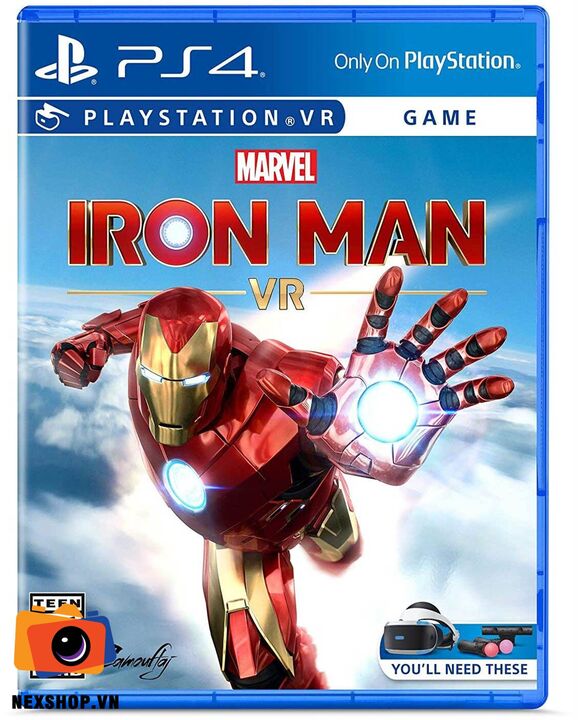 PS4
Only On PlayStation®
PLAYSTATION®VR
GAME
MARVEL
IRON MAN
VR
TEEN
Camouflaj
YOU'LL NEED THESE
NEXSHOP.VN